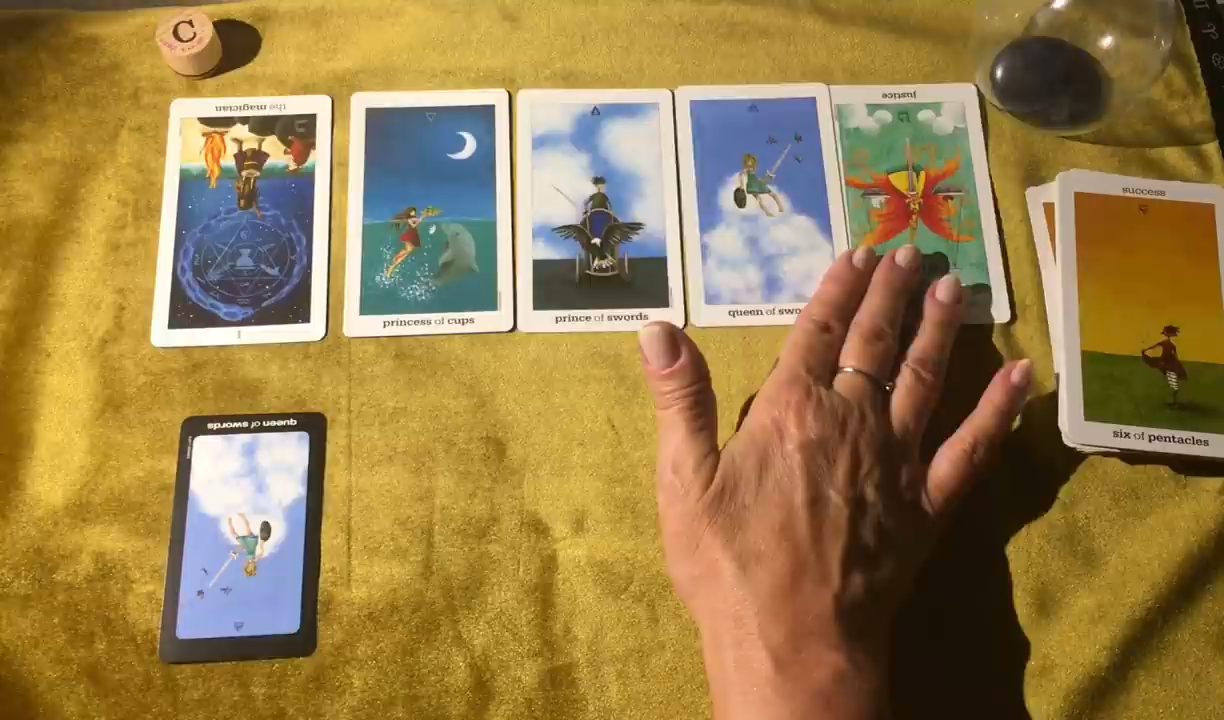 C
the magician
I
princess of cups
prince of swords
queen of swo
justice
success
six of pentacles
queen of swords